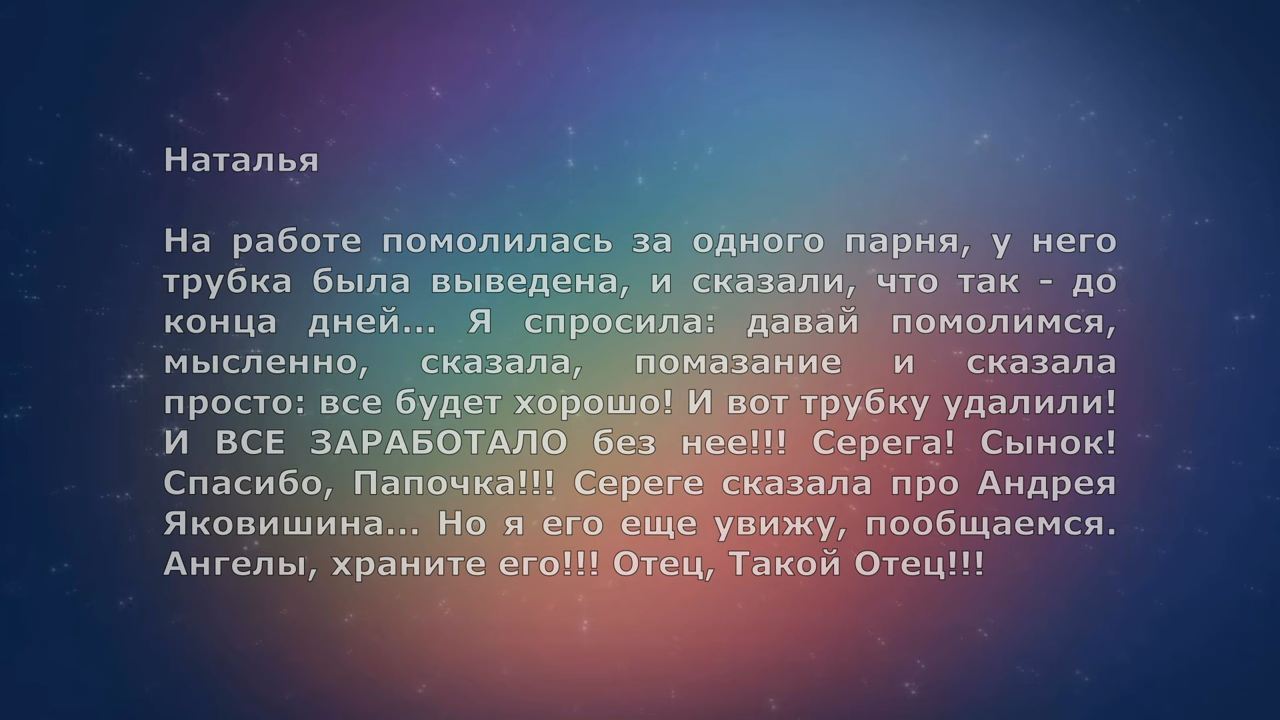 Наталья
На работе помолилась за одного парня, у него
трубка была выведена, и сказали, что так - до
конца дней... Я спросила: давай помолимся,
мысленно, сказала, помазание и сказала
просто: все будет хорошо! И вот трубку удалили!
И ВСЕ ЗАРАБОТАЛО без нее!!! Серега! Сынок!
Спасибо, Папочка!!! Сереге сказала про Андрея
Яковишина... Но я его еще увижу, пообщаемся.
Ангелы, храните его!!! Отец, Такой Отец!!!